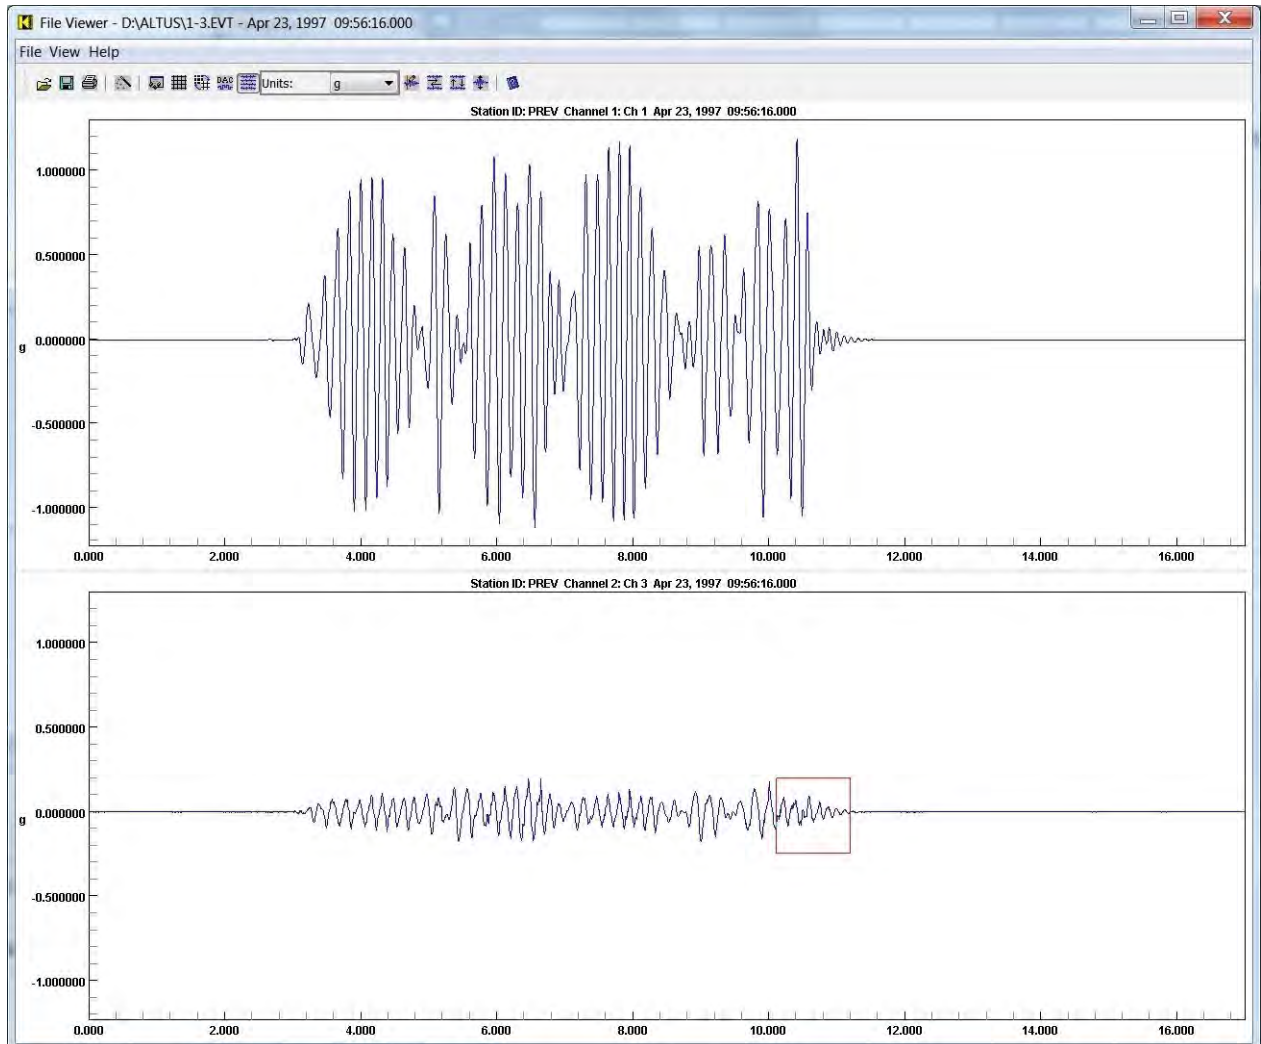 File Viewer - D:\ALTUS\1-3.EVT - Apr 23, 1997 09:56:16.000
File View Help
DAC Units: g
Station ID: PREV Channel 1: Ch 1 Apr 23, 1997 09:56:16.000
1.000000
0.500000
g 0.000000
-0.500000
-1.000000
0.000 4.000 6.000 8.000 10.000 12.000 14.000 16.000
Station ID: PREV Channel 2: Ch 3 Apr 23, 1997 09:56:16.000
1.000000
0.500000
g 0.000000
-0.500000
-1.000000
0.000 4.000 6.000 8.000 10.000 12.000 14.000 16.000